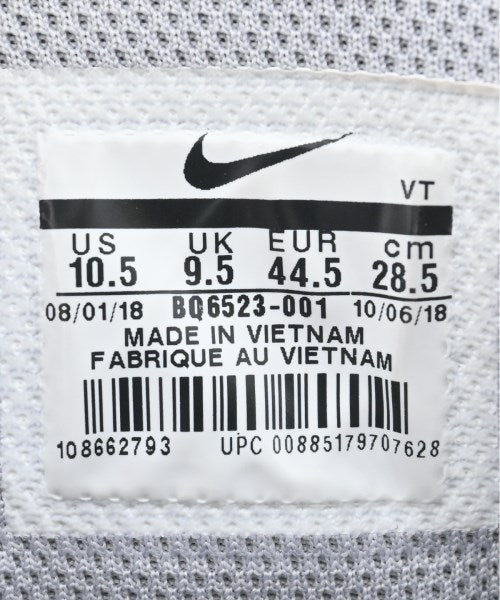 VT
US UK EUR cm
10.5 9.5 44.5 28.5
08/01/18 BQ6523-001 10/06/18
MADE IN VIETNAM
FABRIQUE AU VIETNAM
108662793 UPC 00885179707628